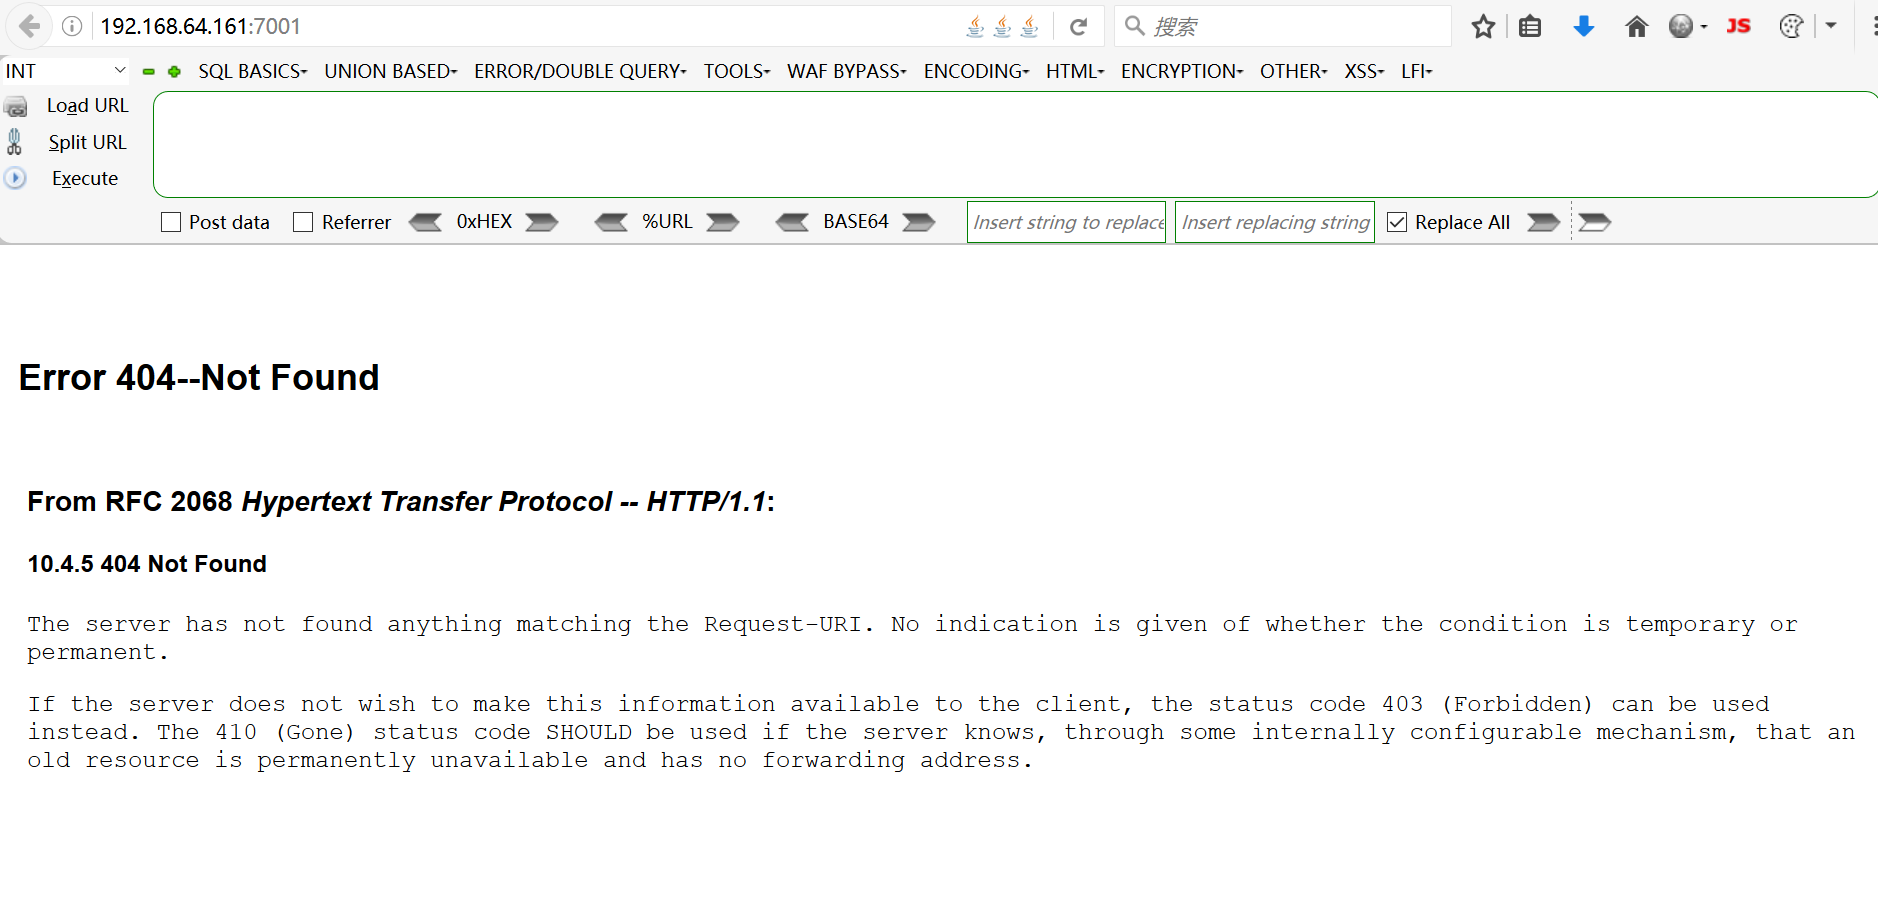 192.168.64.161:7001
搜索
JS
INT
SQL BASICS
UNION BASED
ERROR/DOUBLE QUERY
TOOLS
WAF BYPASS
ENCODING
HTML
ENCRYPTION
OTHER
XSS
LFI
Load URL
Split URL
Execute
Post data
Referrer
0xHEX
%URL
BASE64
Insert string to replace
Insert replacing string
Replace All
Error 404--Not Found
From RFC 2068 Hypertext Transfer Protocol -- HTTP/1.1:
10.4.5 404 Not Found
The server has not found anything matching the Request-URI. No indication is given of whether the condition is temporary or
permanent.
If the server does not wish to make this information available to the client, the status code 403 (Forbidden) can be used
instead. The 410 (Gone) status code SHOULD be used if the server knows, through some internally configurable mechanism, that an
old resource is permanently unavailable and has no forwarding address.